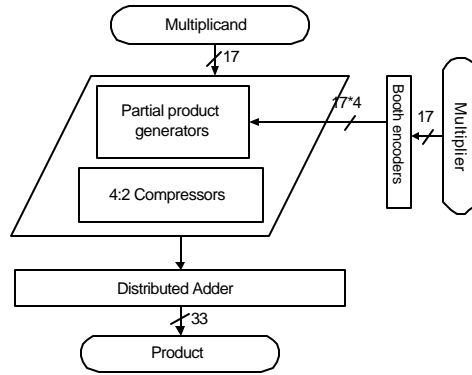 Multiplicand
17
Partial product
generators
17*4
Booth encoders
17
Multiplier
4:2 Compressors
Distributed Adder
33
Product